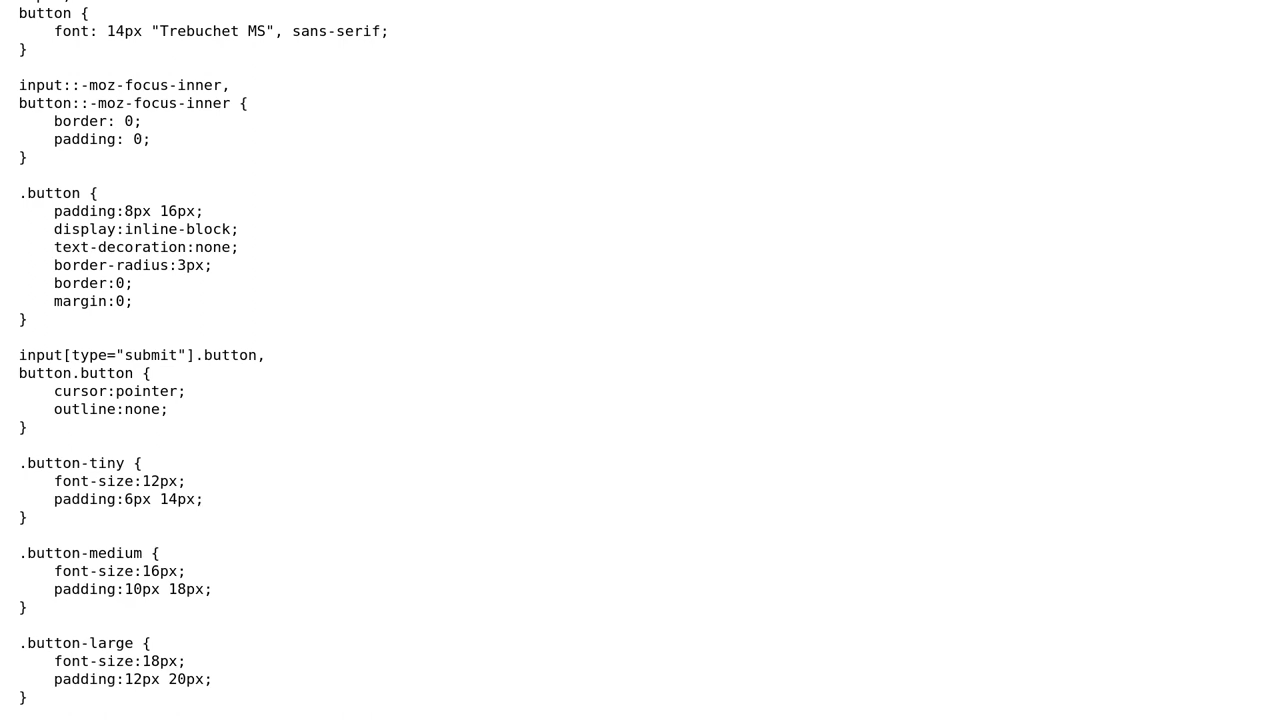 button {
    font: 14px "Trebuchet MS", sans-serif;
}

input::-moz-focus-inner,
button::-moz-focus-inner {
    border: 0;
    padding: 0;
}

.button {
    padding:8px 16px;
    display:inline-block;
    text-decoration:none;
    border-radius:3px;
    border:0;
    margin:0;
}

input[type="submit"].button,
button.button {
    cursor:pointer;
    outline:none;
}

.button-tiny {
    font-size:12px;
    padding:6px 14px;
}

.button-medium {
    font-size:16px;
    padding:10px 18px;
}

.button-large {
    font-size:18px;
    padding:12px 20px;
}